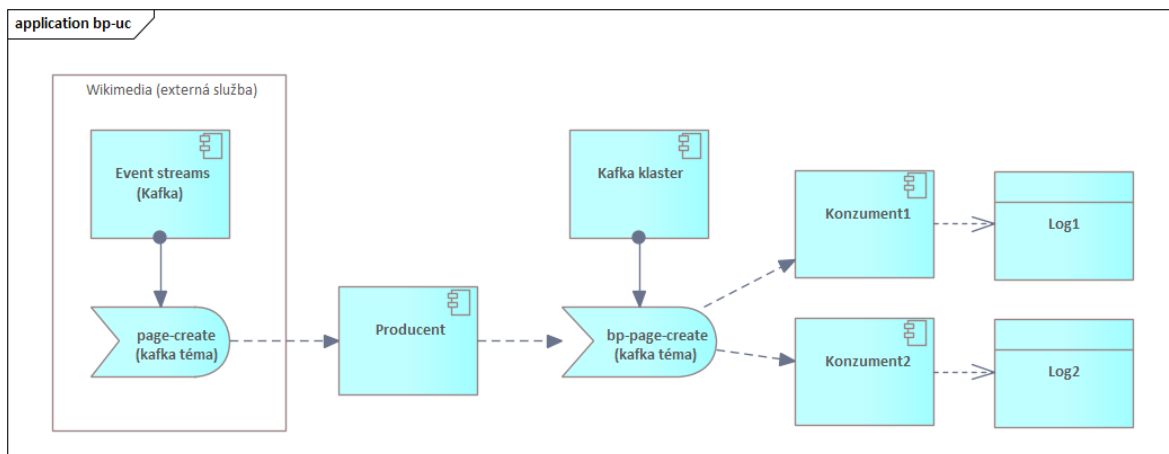 application bp-uc
Wikimedia (externá služba)
Event streams
(Kafka)
Kafka klaster
Konzument1
Log1
page-create
(kafka téma)
Producent
bp-page-create
(kafka téma)
Konzument2
Log2